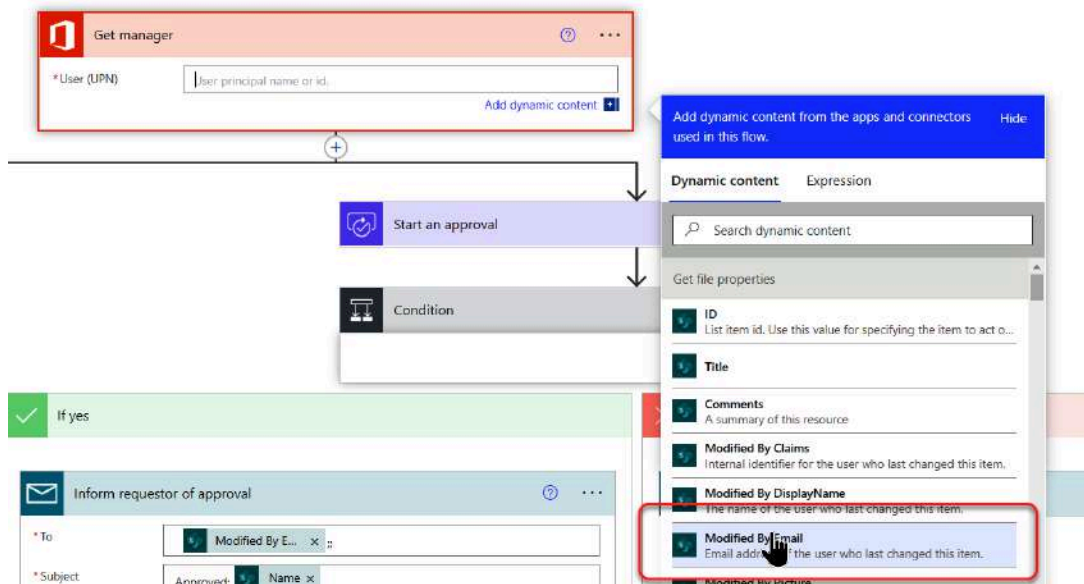 Get manager
*User (UPN)
User principal name or id.
Add dynamic content
Add dynamic content from the apps and connectors
used in this flow.
Hide
Dynamic content
Expression
Search dynamic content
Start an approval
Get file properties
Condition
ID
List item id. Use this value for specifying the item to act o...
Title
Comments
A summary of this resource
If yes
Modified By Claims
Internal identifier for the user who last changed this item.
Inform requestor of approval
Modified By DisplayName
The name of the user who last changed this item.
*To
Modified By E... x ;;
Modified By Email
Email address of the user who last changed this item.
*Subject
Approved: Name x
Modified By Picture